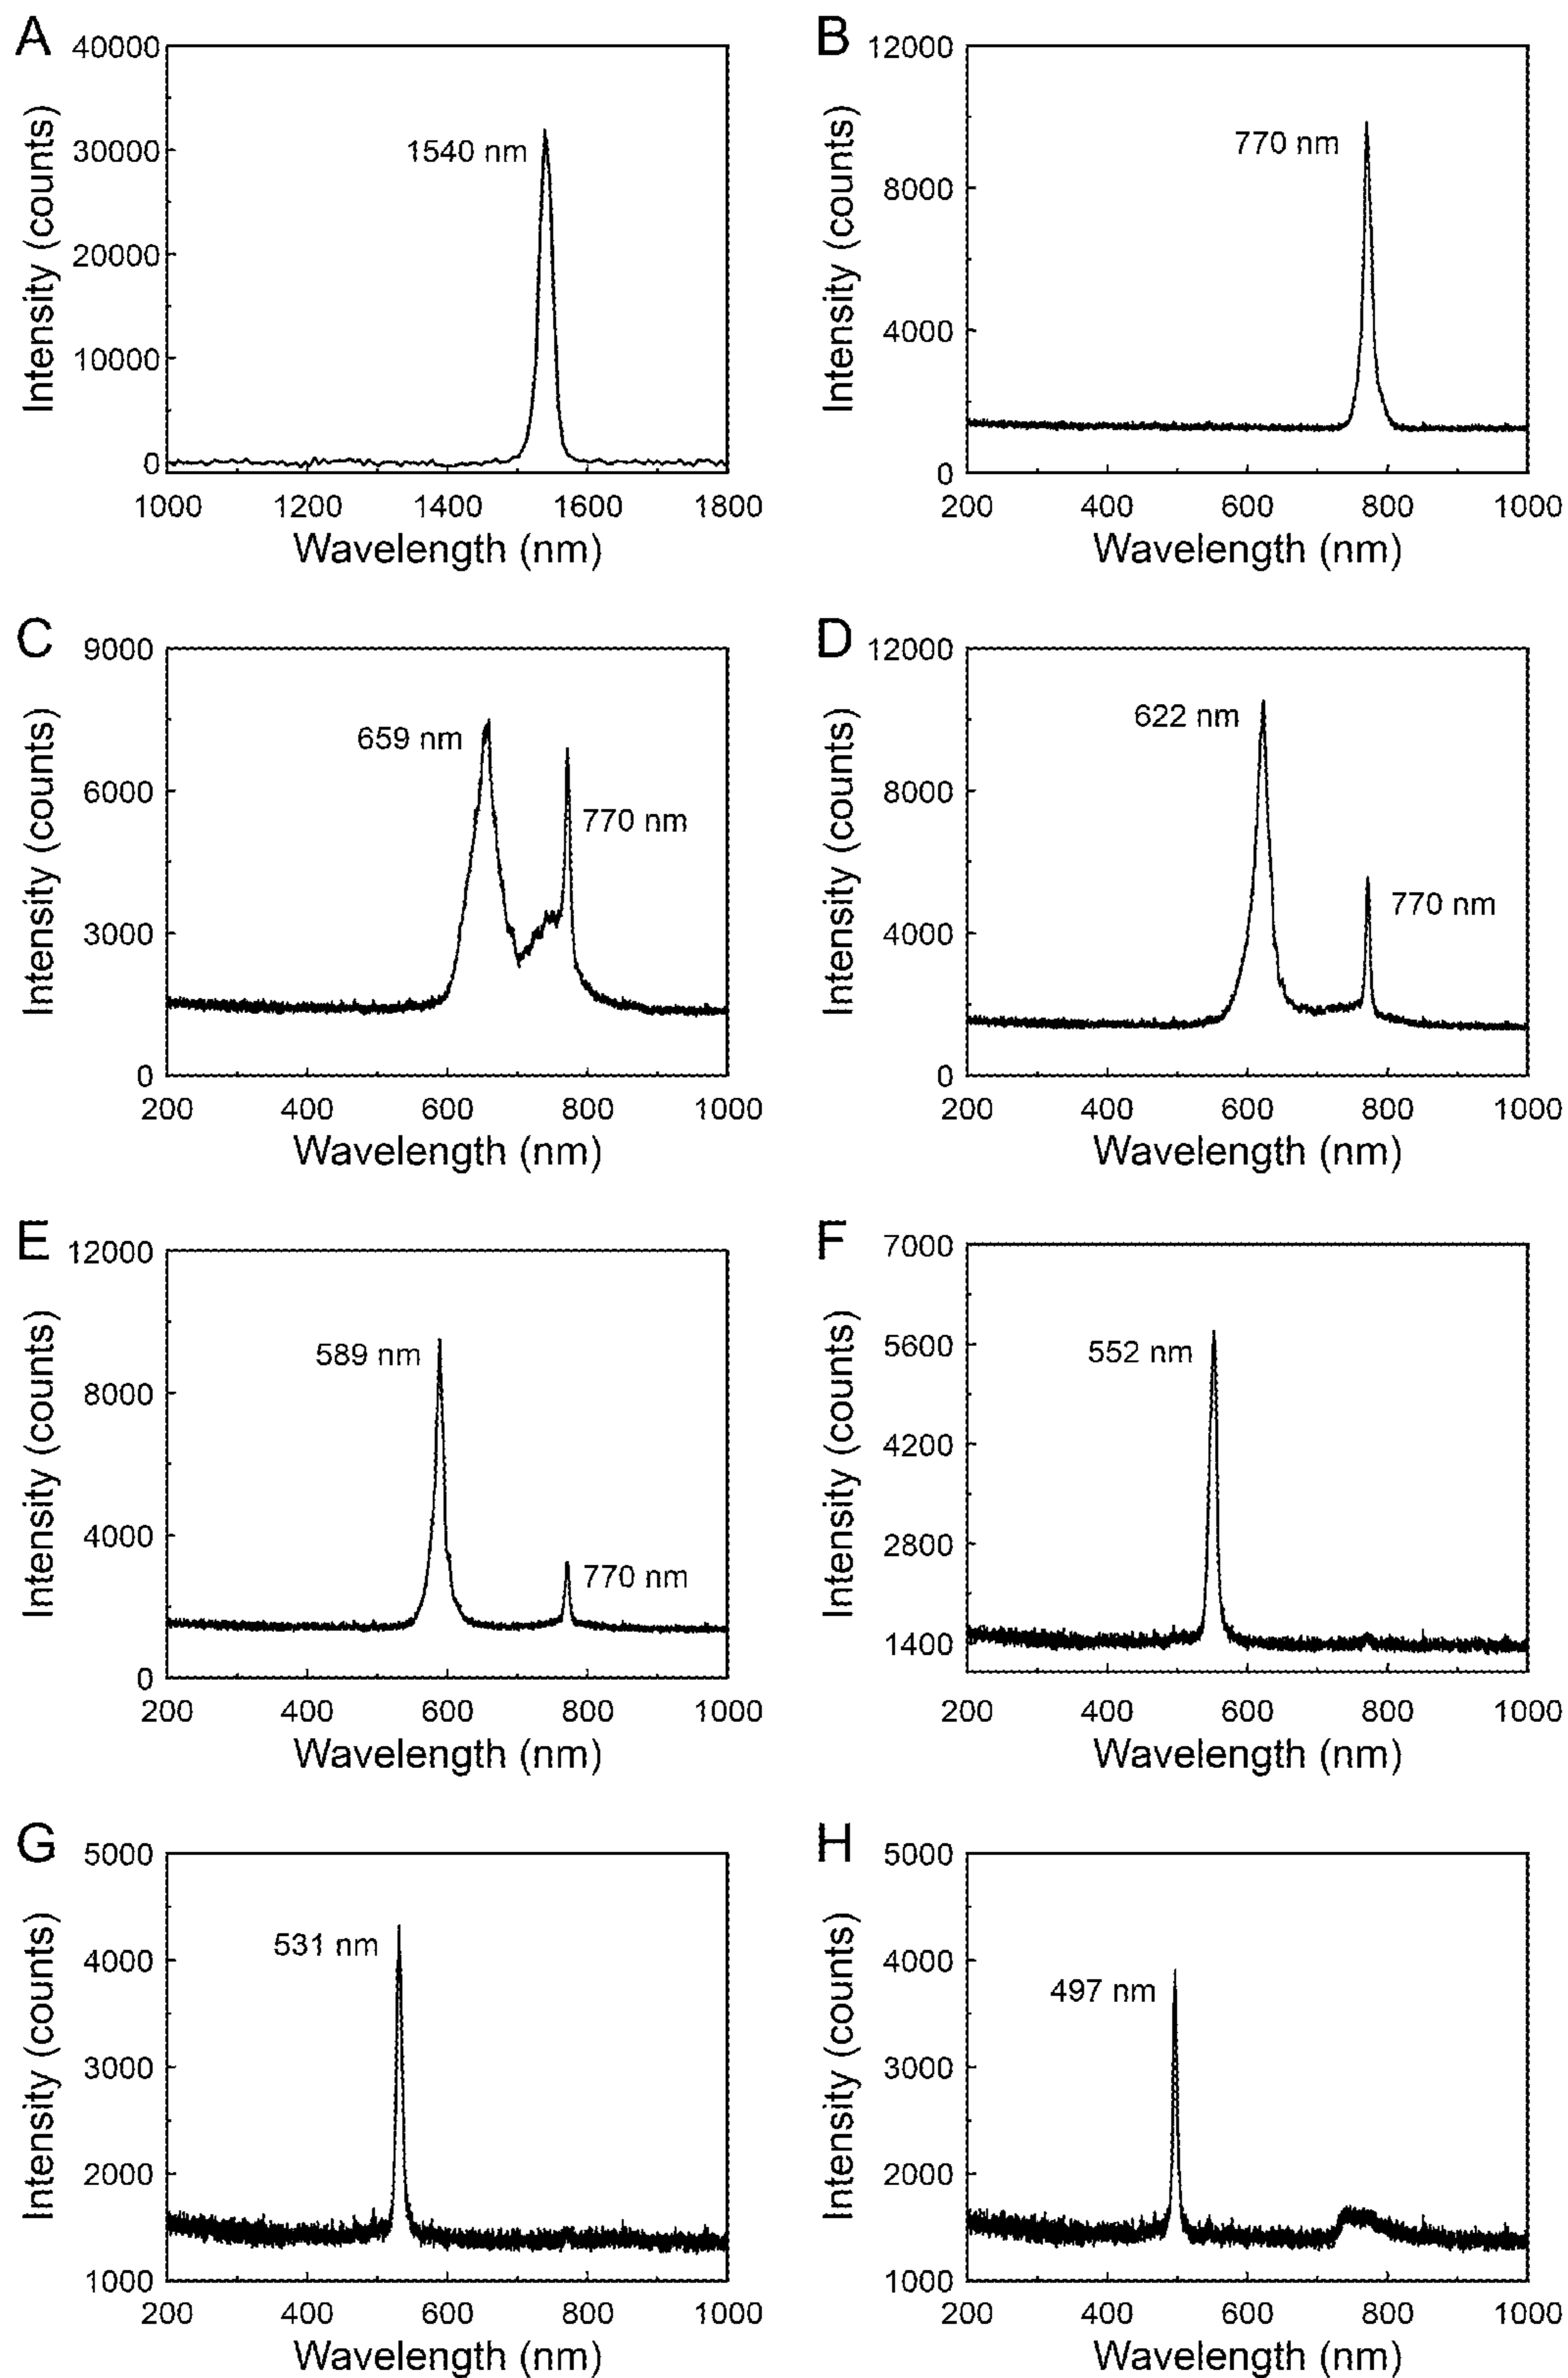 A
Intensity (counts)
40000
30000
20000
10000
0
1540 nm
1000 1200 1400 1600 1800
Wavelength (nm)
B
Intensity (counts)
12000
8000
4000
0
770 nm
200 400 600 800 1000
Wavelength (nm)
C
Intensity (counts)
9000
6000
3000
0
659 nm
770 nm
200 400 600 800 1000
Wavelength (nm)
D
Intensity (counts)
12000
8000
4000
0
622 nm
770 nm
200 400 600 800 1000
Wavelength (nm)
E
Intensity (counts)
12000
8000
4000
0
589 nm
770 nm
200 400 600 800 1000
Wavelength (nm)
F
Intensity (counts)
7000
5600
4200
2800
1400
552 nm
200 400 600 800 1000
Wavelength (nm)
G
Intensity (counts)
5000
4000
3000
2000
1000
531 nm
200 400 600 800 1000
Wavelength (nm)
H
Intensity (counts)
5000
4000
3000
2000
1000
497 nm
200 400 600 800 1000
Wavelength (nm)